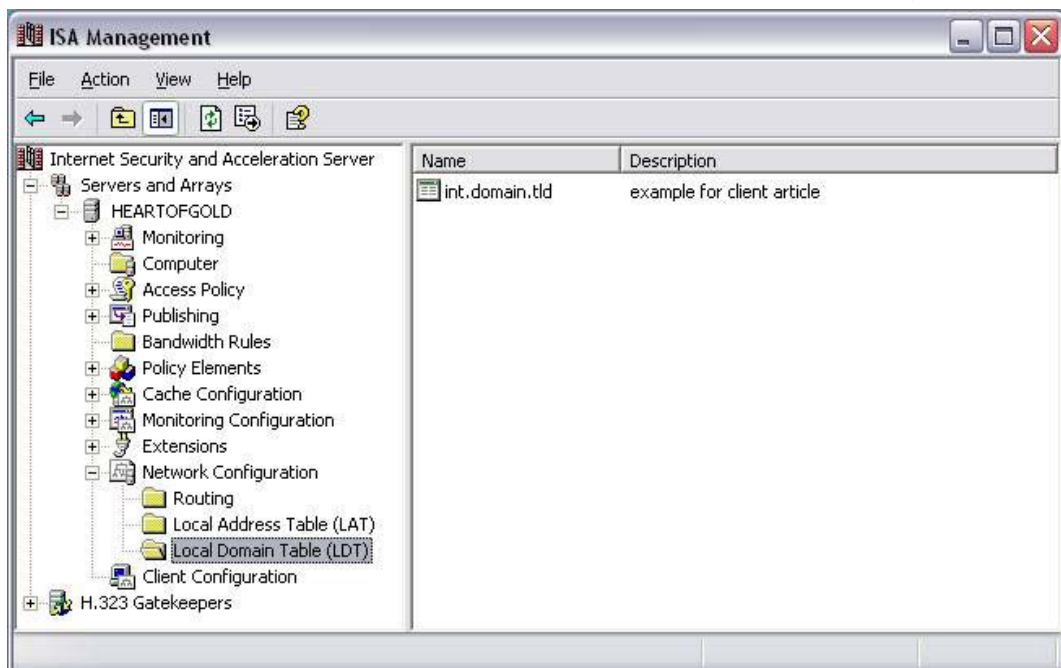 ISA Management
File Action View Help
Internet Security and Acceleration Server
Servers and Arrays
HEARTOFGOLD
Monitoring
Computer
Access Policy
Publishing
Bandwidth Rules
Policy Elements
Cache Configuration
Monitoring Configuration
Extensions
Network Configuration
Routing
Local Address Table (LAT)
Local Domain Table (LDT)
Client Configuration
H.323 Gatekeepers
Name Description
int.domain.tld example for client article